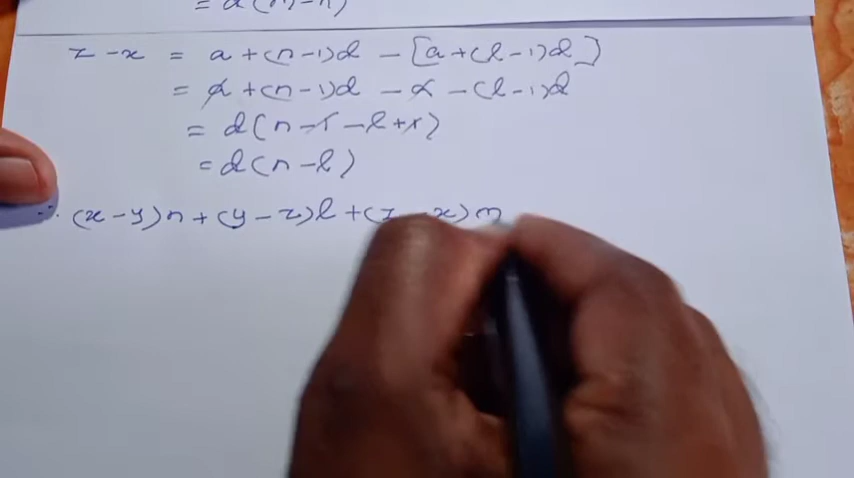 = d(m-n)
z - x = a + (n-1)d - [a + (l-1)d]
= a + (n-1)d - a - (l-1)d
= d(n-1-l+1)
= d(n-l)
∴ (x-y)n + (y-z)l + (z-x)m